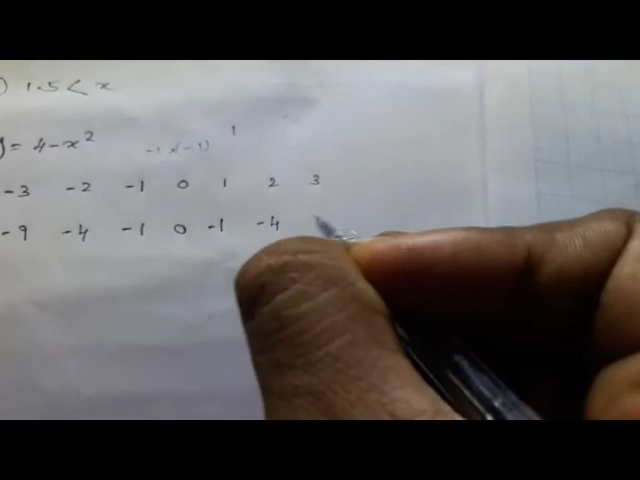 ) 1.5 < x
y = 4 - x²
-1 x(-1) 1
-3 -2 -1 0 1 2 3
-9 -4 -1 0 -1 -4